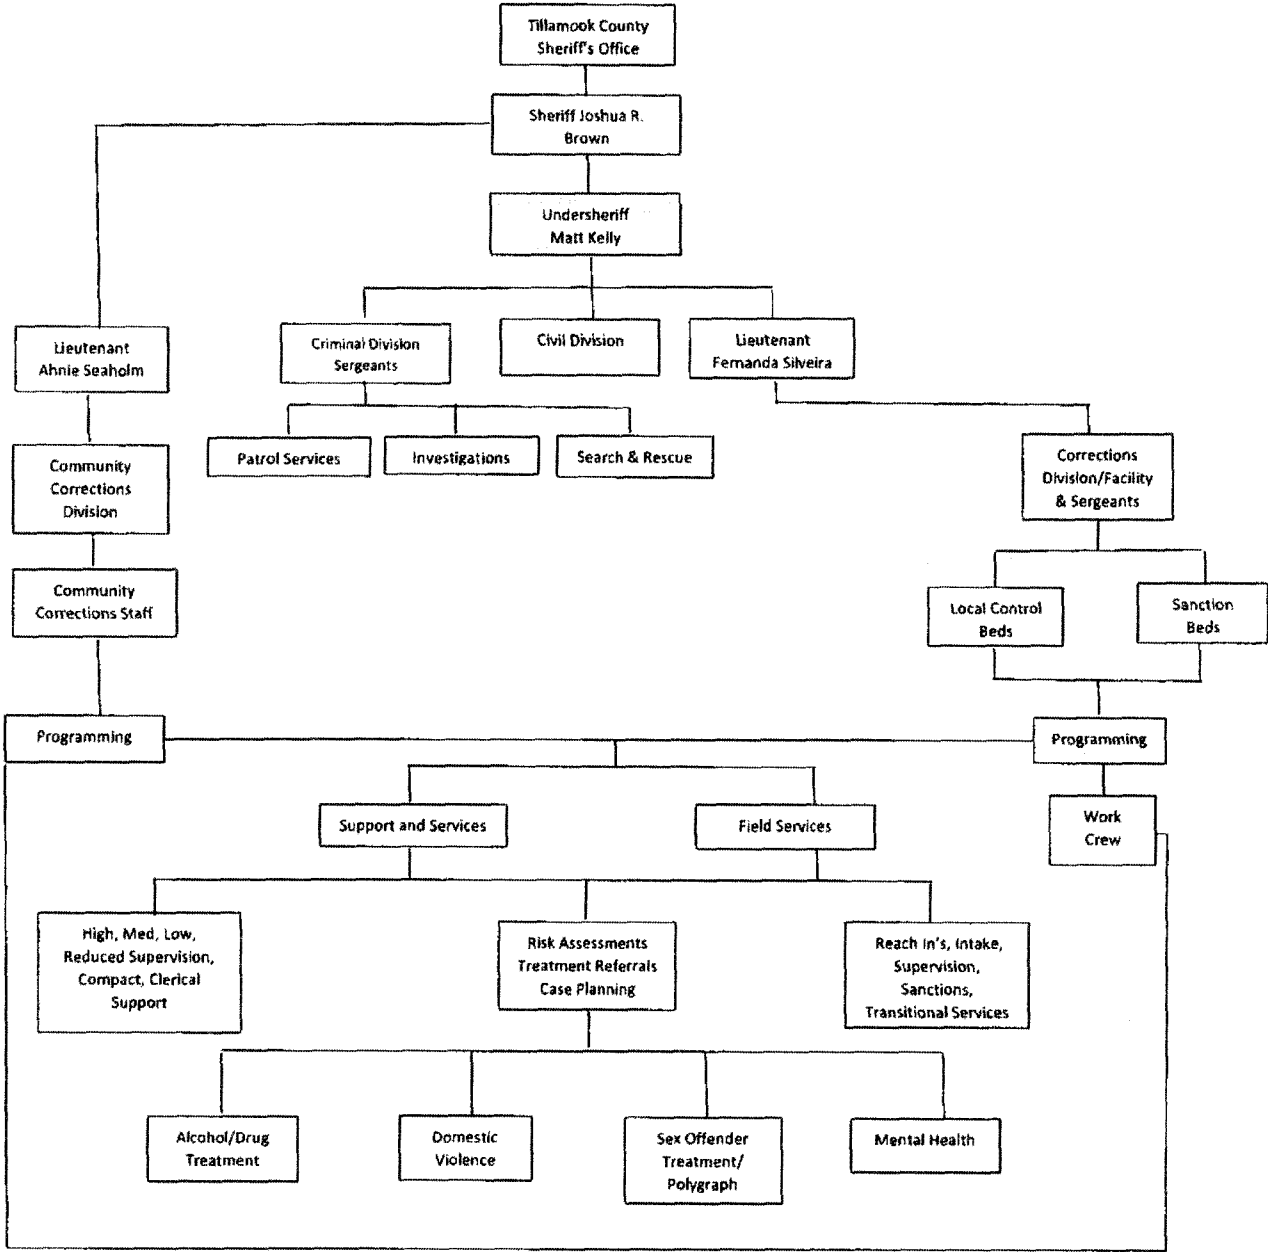 Tillamook County
Sheriff's Office
Sheriff Joshua R.
Brown
Undersheriff
Matt Kelly
Lieutenant
Ahnie Seaholm
Criminal Division
Sergeants
Civil Division
Lieutenant
Fernanda Silveira
Patrol Services
Investigations
Search & Rescue
Community
Corrections
Division
Corrections
Division/Facility
& Sergeants
Community
Corrections Staff
Local Control
Beds
Sanction
Beds
Programming
Programming
Support and Services
Field Services
Work
Crew
High, Med, Low,
Reduced Supervision,
Compact, Clerical
Support
Risk Assessments
Treatment Referrals
Case Planning
Reach In's, Intake,
Supervision,
Sanctions,
Transitional Services
Alcohol/Drug
Treatment
Domestic
Violence
Sex Offender
Treatment/
Polygraph
Mental Health